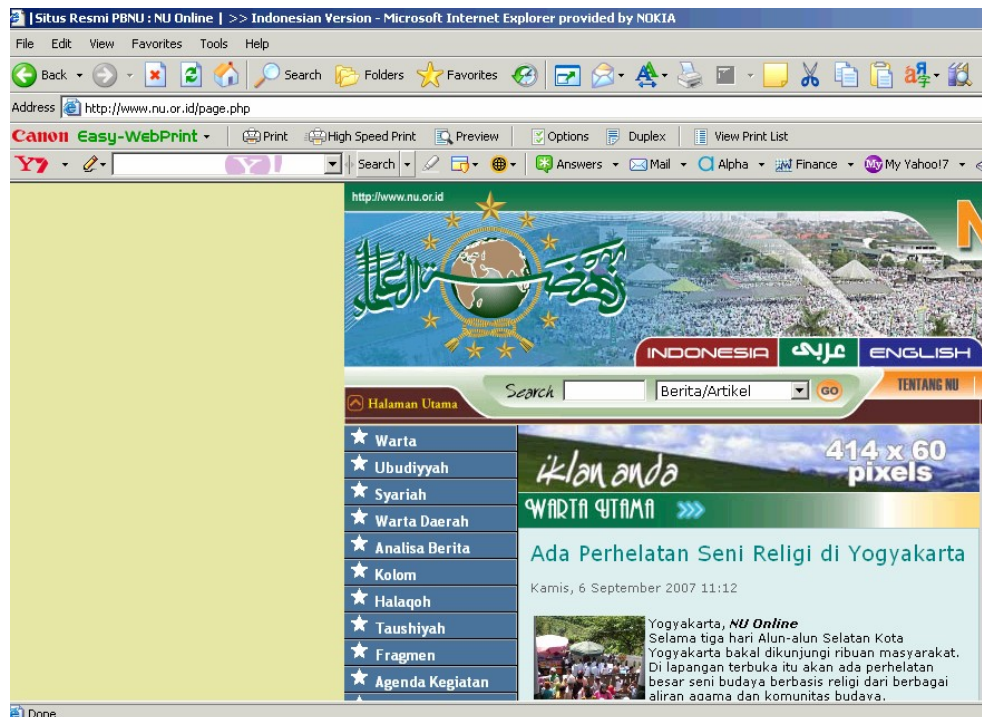 |Situs Resmi PBNU : NU Online | >> Indonesian Version - Microsoft Internet Explorer provided by NOKIA
File Edit View Favorites Tools Help
Back Search Folders Favorites
Address http://www.nu.or.id/page.php
Canon Easy-WebPrint Print High Speed Print Preview Options Duplex View Print List
Y7 Y! Search Answers Mail Alpha Finance My Yahoo!7
http://www.nu.or.id
N
نهضة العلماء
INDONESIA عربي ENGLISH
Search Berita/Artikel GO TENTANG NU
Halaman Utama
Warta
Ubudiyyah
Syariah
Warta Daerah
Analisa Berita
Kolom
Halaqoh
Taushiyah
Fragmen
Agenda Kegiatan
iklan anda 414 x 60
pixels
WARTA UTAMA >>>
Ada Perhelatan Seni Religi di Yogyakarta
Kamis, 6 September 2007 11:12
Yogyakarta, NU Online
Selama tiga hari Alun-alun Selatan Kota
Yogyakarta bakal dikunjungi ribuan masyarakat.
Di lapangan terbuka itu akan ada perhelatan
besar seni budaya berbasis religi dari berbagai
aliran agama dan komunitas budaya.
Done